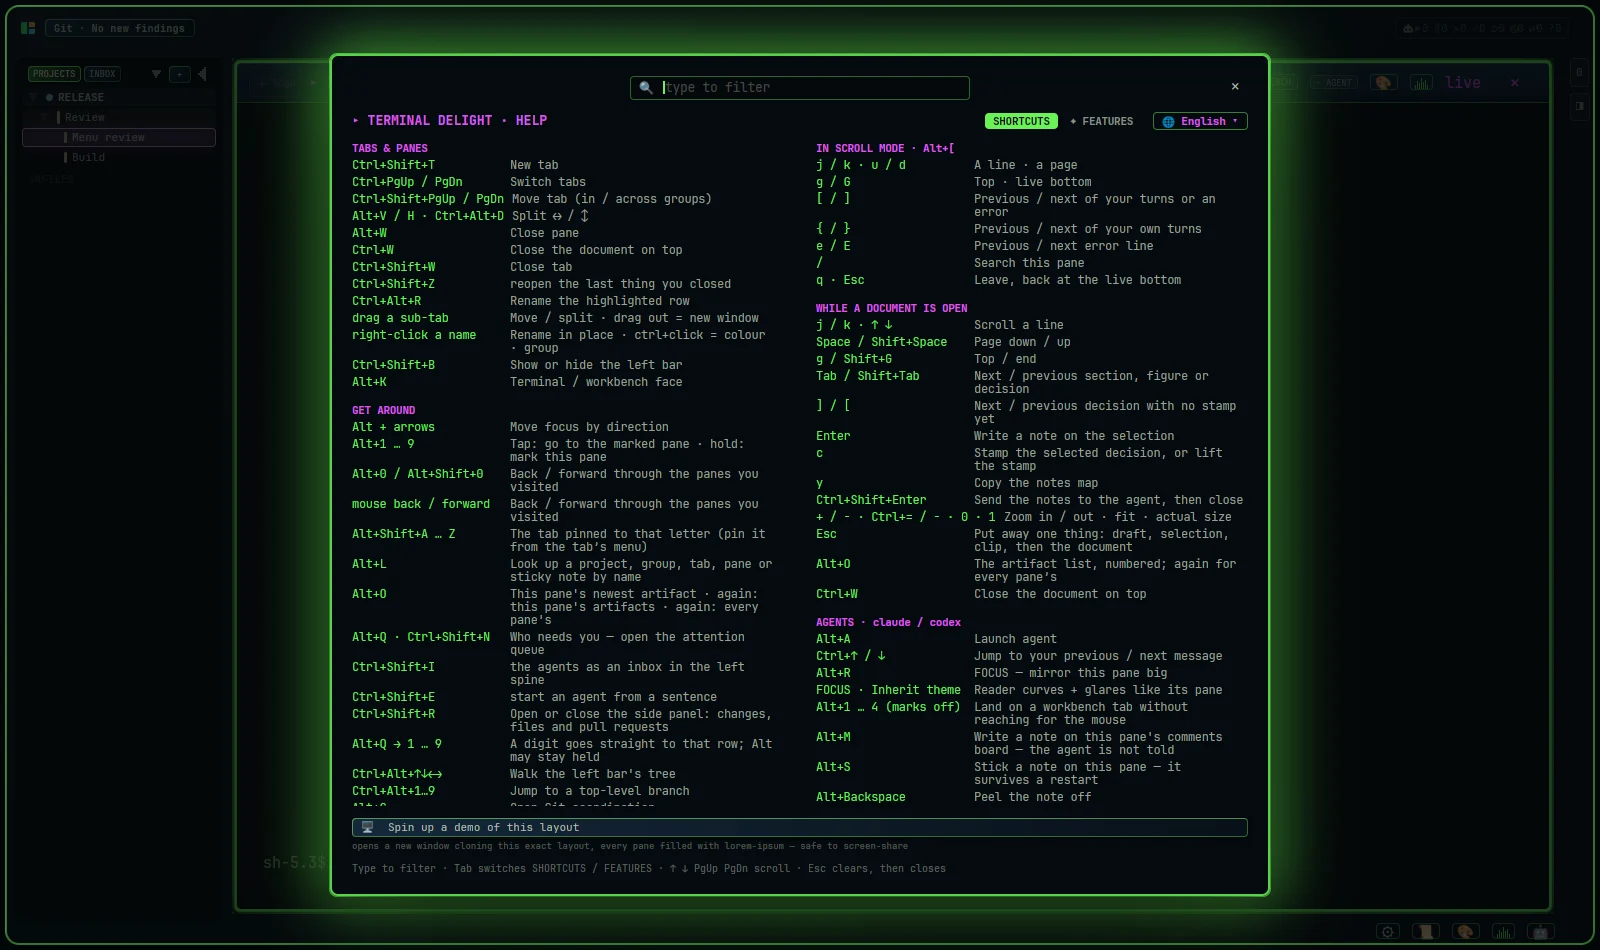 Git · No new findings
PROJECTS INBOX
RELEASE
Review
Menu review
Build
AGENT
live
sh-5.3$
type to filter
TERMINAL DELIGHT · HELP
SHORTCUTS
✦ FEATURES
English
TABS & PANES
Ctrl+Shift+T New tab
Ctrl+PgUp / PgDn Switch tabs
Ctrl+Shift+PgUp / PgDn Move tab (in / across groups)
Alt+V / H · Ctrl+Alt+D Split ↔ / ↕
Alt+W Close pane
Ctrl+W Close the document on top
Ctrl+Shift+W Close tab
Ctrl+Shift+Z reopen the last thing you closed
Ctrl+Alt+R Rename the highlighted row
drag a sub-tab Move / split · drag out = new window
right-click a name Rename in place · ctrl+click = colour
· group
Ctrl+Shift+B Show or hide the left bar
Alt+K Terminal / workbench face
GET AROUND
Alt + arrows Move focus by direction
Alt+1 … 9 Tap: go to the marked pane · hold:
mark this pane
Alt+0 / Alt+Shift+0 Back / forward through the panes you
visited
mouse back / forward Back / forward through the panes you
visited
Alt+Shift+A … Z The tab pinned to that letter (pin it
from the tab's menu)
Alt+L Look up a project, group, tab, pane or
sticky note by name
Alt+O This pane's newest artifact · again:
this pane's artifacts · again: every
pane's
Alt+Q · Ctrl+Shift+N Who needs you — open the attention
queue
Ctrl+Shift+I the agents as an inbox in the left
spine
Ctrl+Shift+E start an agent from a sentence
Ctrl+Shift+R Open or close the side panel: changes,
files and pull requests
Alt+Q → 1 … 9 A digit goes straight to that row; Alt
may stay held
Ctrl+Alt+↑↓←→ Walk the left bar's tree
Ctrl+Alt+1…9 Jump to a top-level branch
IN SCROLL MODE · Alt+[
j / k · u / d A line · a page
g / G Top · live bottom
[ / ] Previous / next of your turns or an
error
{ / } Previous / next of your own turns
e / E Previous / next error line
/ Search this pane
q · Esc Leave, back at the live bottom
WHILE A DOCUMENT IS OPEN
j / k · ↑ ↓ Scroll a line
Space / Shift+Space Page down / up
g / Shift+G Top / end
Tab / Shift+Tab Next / previous section, figure or
decision
] / [ Next / previous decision with no stamp
yet
Enter Write a note on the selection
c Stamp the selected decision, or lift
the stamp
y Copy the notes map
Ctrl+Shift+Enter Send the notes to the agent, then close
+ / - · Ctrl+= / - · 0 · 1 Zoom in / out · fit · actual size
Esc Put away one thing: draft, selection,
clip, then the document
Alt+O The artifact list, numbered; again for
every pane's
Ctrl+W Close the document on top
AGENTS · claude / codex
Alt+A Launch agent
Ctrl+↑ / ↓ Jump to your previous / next message
Alt+R FOCUS — mirror this pane big
FOCUS · Inherit theme Reader curves + glares like its pane
Alt+1 … 4 (marks off) Land on a workbench tab without
reaching for the mouse
Alt+M Write a note on this pane's comments
board — the agent is not told
Alt+S Stick a note on this pane — it
survives a restart
Alt+Backspace Peel the note off
Spin up a demo of this layout
opens a new window cloning this exact layout, every pane filled with lorem-ipsum — safe to screen-share
Type to filter · Tab switches SHORTCUTS / FEATURES · ↑ ↓ PgUp PgDn scroll · Esc clears, then closes